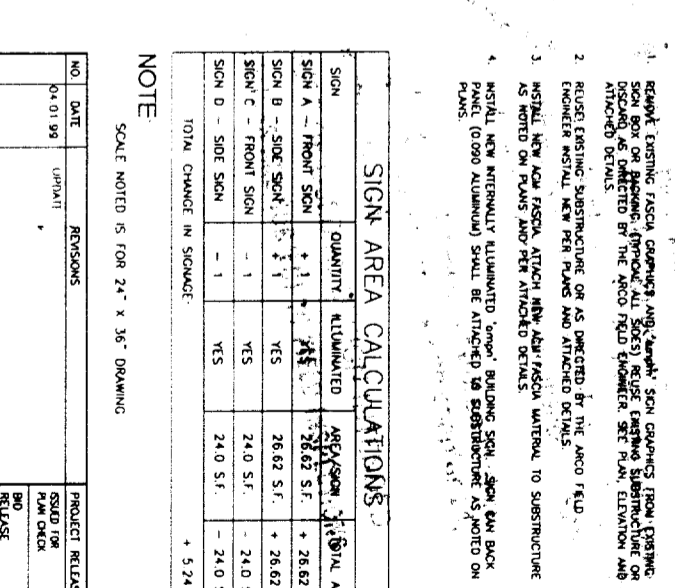 1. REMOVE EXISTING FASCIA GRAPHICS AND 'ampm' SIGN GRAPHICS FROM EXISTING
SIGN BOX OR BACKING. (TYPICAL ALL SIDES) REUSE EXISTING SUBSTRUCTURE OR
DISCARD AS DIRECTED BY THE ARCO FIELD ENGINEER. SEE PLAN, ELEVATION AND
ATTACHED DETAILS.
2. REUSE EXISTING SUBSTRUCTURE OR AS DIRECTED BY THE ARCO FIELD
ENGINEER INSTALL NEW PER PLANS AND ATTACHED DETAILS.
3. INSTALL NEW ACM FASCIA. ATTACH NEW ACM FASCIA MATERIAL TO SUBSTRUCTURE
AS NOTED ON PLANS AND PER ATTACHED DETAILS.
4. INSTALL NEW INTERNALLY ILLUMINATED 'ampm' BUILDING SIGN. SIGN CAN BACK
PANEL (0.090 ALUMINUM) SHALL BE ATTACHED TO SUBSTRUCTURE AS NOTED ON
PLANS.
SIGN AREA CALCULATIONS
SIGN QUANTITY ILLUMINATED AREA/SIGN TOTAL A
SIGN A - FRONT SIGN + 1 YES 26.62 S.F. + 26.62
SIGN B - SIDE SIGN + 1 YES 26.62 S.F. + 26.62
SIGN C - FRONT SIGN - 1 YES 24.0 S.F. - 24.0
SIGN D - SIDE SIGN - 1 YES 24.0 S.F. - 24.0 S
TOTAL CHANGE IN SIGNAGE: + 5.24
NOTE:
SCALE NOTED IS FOR 24" X 36" DRAWING
NO. DATE REVISIONS PROJECT RELEAS
04.01.99 UPDATE ISSUED FOR
PLAN CHECK
BID
RELEASE